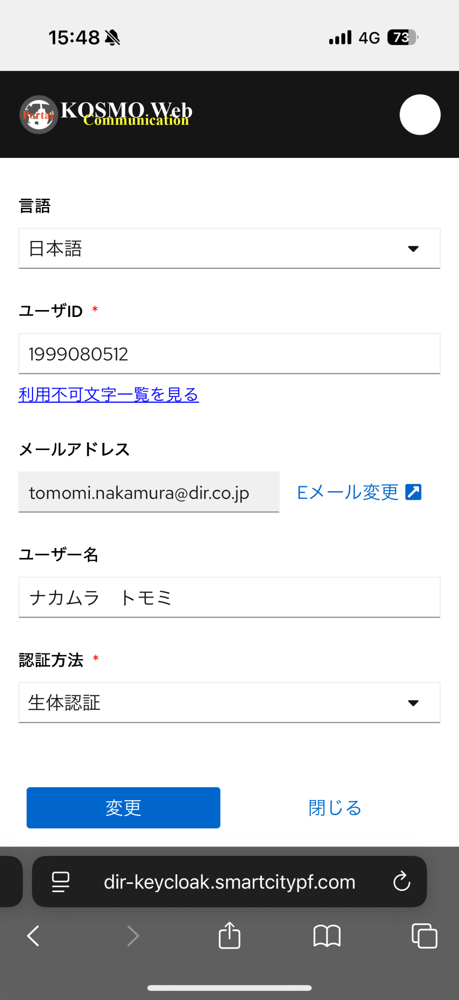 15:48
4G 73
Portal KOSMO Web
Communication
言語
日本語
ユーザID *
1999080512
利用不可文字一覧を見る
メールアドレス
tomomi.nakamura@dir.co.jp Eメール変更
ユーザー名
ナカムラ　トモミ
認証方法 *
生体認証
変更 閉じる
dir-keycloak.smartcitypf.com